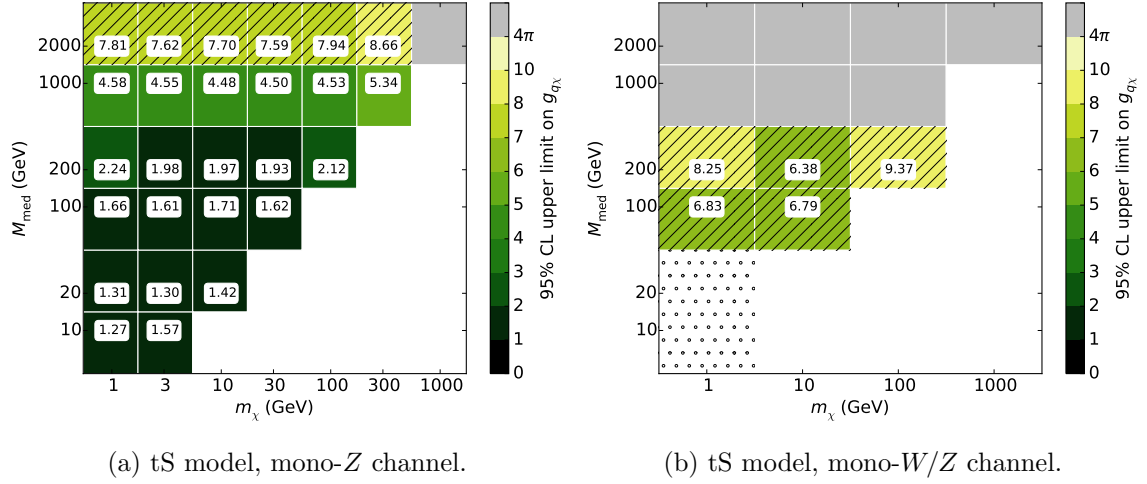 2000 7.81 7.62 7.70 7.59 7.94 8.66
1000 4.58 4.55 4.48 4.50 4.53 5.34
200 2.24 1.98 1.97 1.93 2.12
100 1.66 1.61 1.71 1.62
20 1.31 1.30 1.42
10 1.27 1.57
M_med (GeV)
1 3 10 30 100 300 1000
m_χ (GeV)
4π
10
8
6
5
4
3
2
1
0
95% CL upper limit on g_qχ
(a) tS model, mono-Z channel.
2000
1000
200 8.25 6.38 9.37
100 6.83 6.79
20
10
M_med (GeV)
1 10 100 1000
m_χ (GeV)
4π
10
8
6
5
4
3
2
1
0
95% CL upper limit on g_qχ
(b) tS model, mono-W/Z channel.